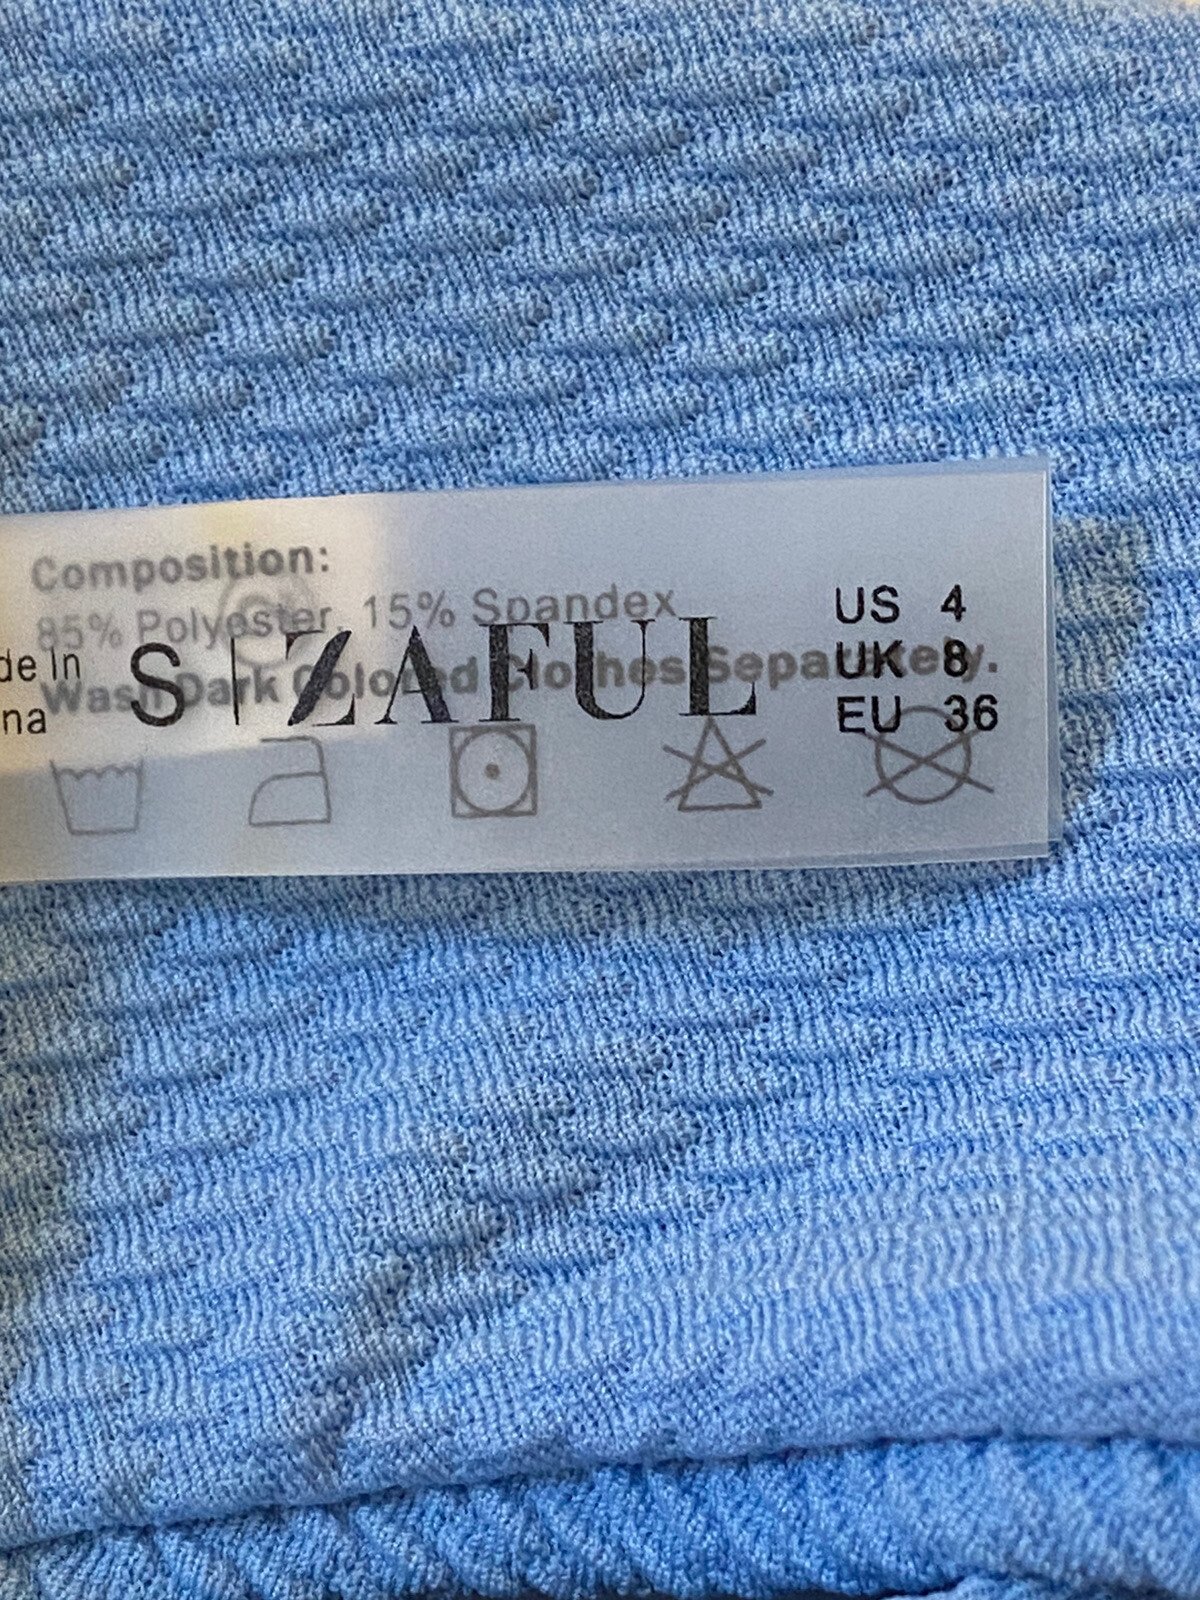 Composition:
85% Polyester, 15% Spandex
Wash Dark Colored Clothes Separately.
de In
na
S | ZAFUL
US 4
UK 8
EU 36